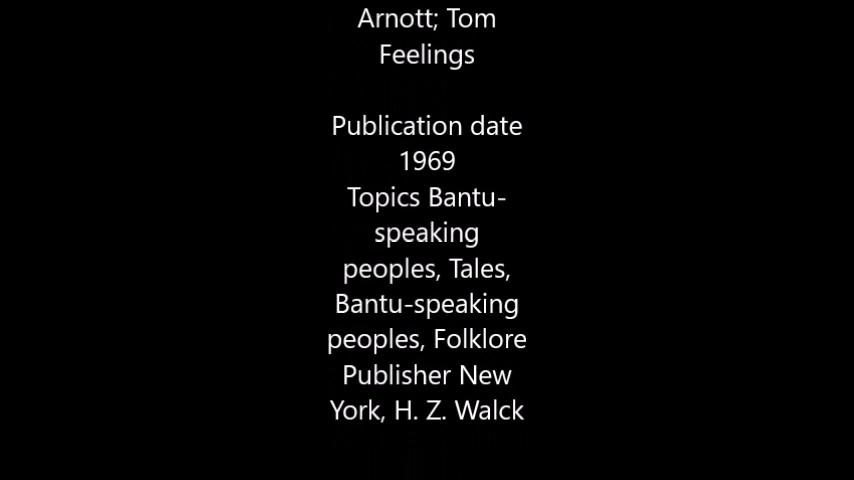 Arnott; Tom
Feelings
Publication date
1969
Topics Bantu-
speaking
peoples, Tales,
Bantu-speaking
peoples, Folklore
Publisher New
York, H. Z. Walck